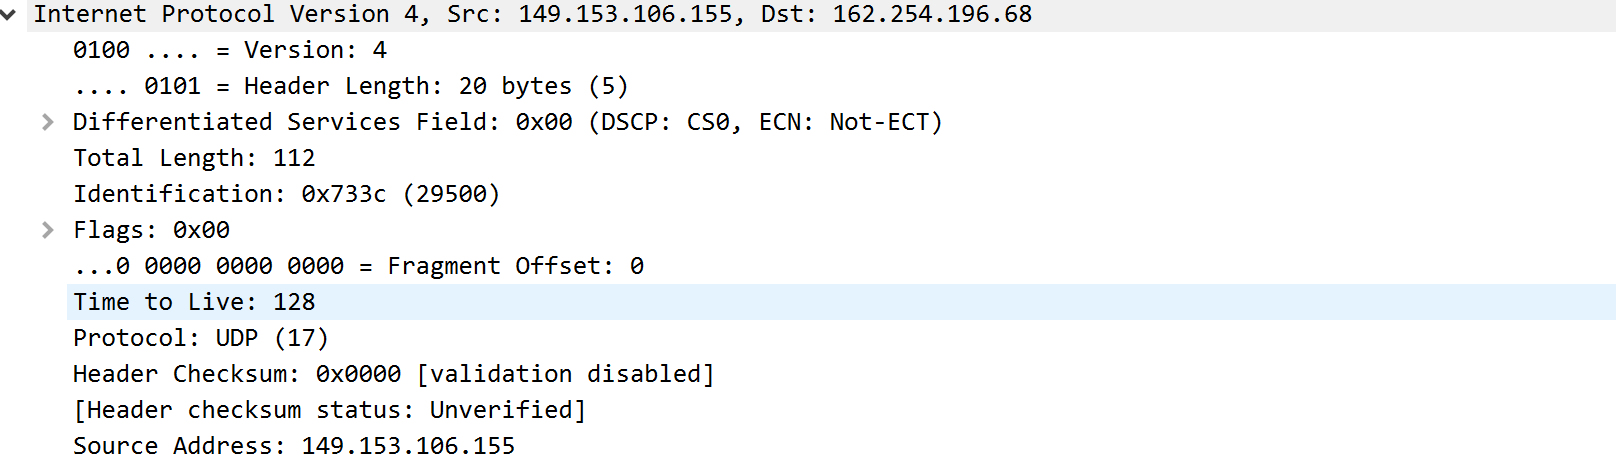 Internet Protocol Version 4, Src: 149.153.106.155, Dst: 162.254.196.68
0100 .... = Version: 4
.... 0101 = Header Length: 20 bytes (5)
Differentiated Services Field: 0x00 (DSCP: CS0, ECN: Not-ECT)
Total Length: 112
Identification: 0x733c (29500)
Flags: 0x00
...0 0000 0000 0000 = Fragment Offset: 0
Time to Live: 128
Protocol: UDP (17)
Header Checksum: 0x0000 [validation disabled]
[Header checksum status: Unverified]
Source Address: 149.153.106.155